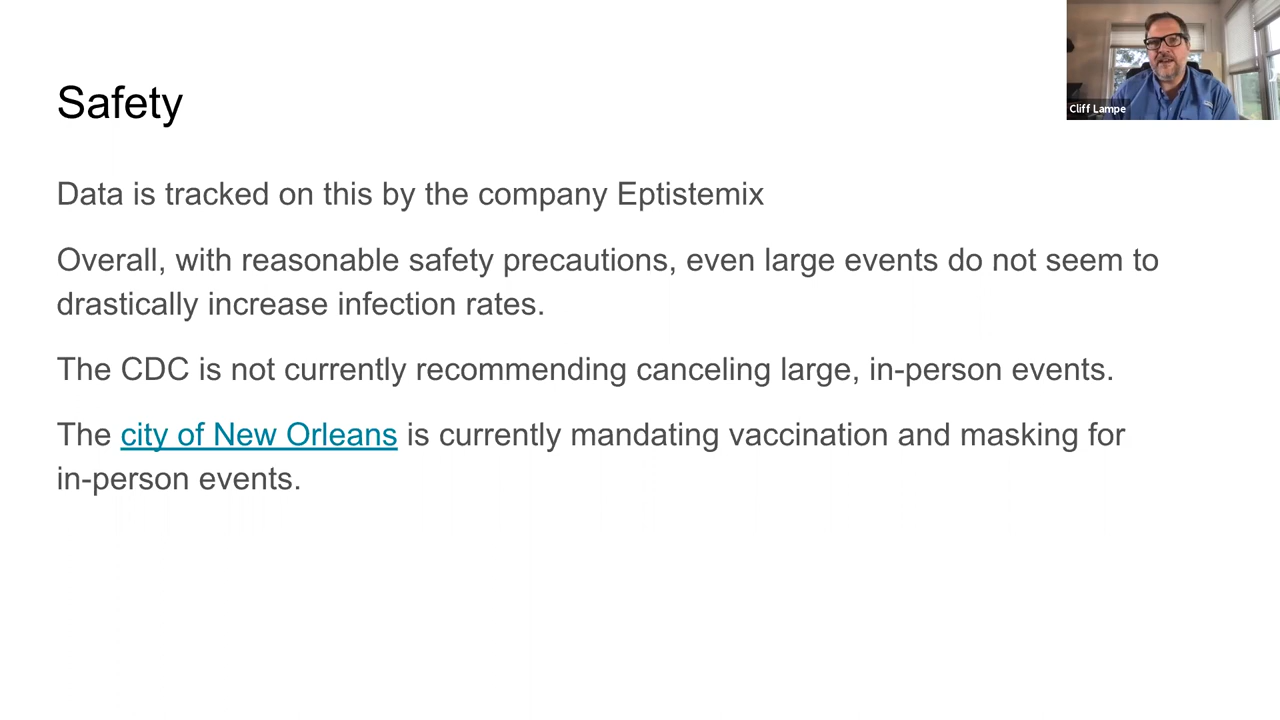 Safety
Cliff Lampe
Data is tracked on this by the company Eptistemix
Overall, with reasonable safety precautions, even large events do not seem to
drastically increase infection rates.
The CDC is not currently recommending canceling large, in-person events.
The city of New Orleans is currently mandating vaccination and masking for
in-person events.